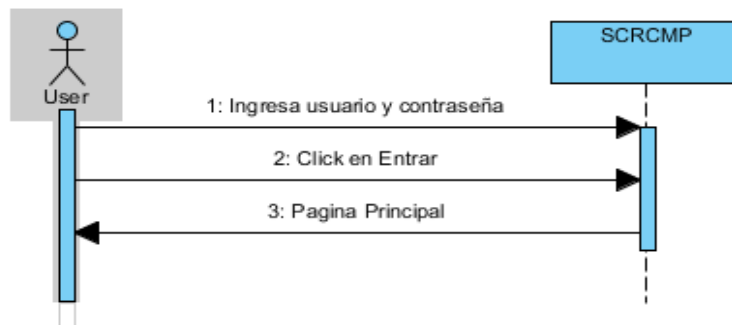 SCRCMP
User
1: Ingresa usuario y contraseña
2: Click en Entrar
3: Pagina Principal